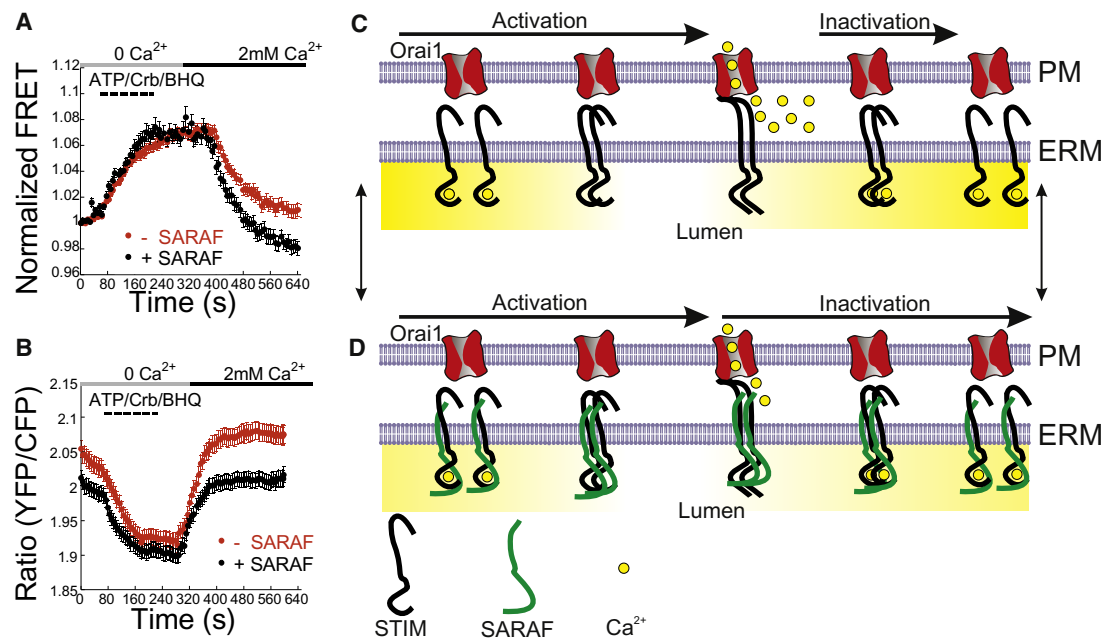 A
0 Ca²⁺
2mM Ca²⁺
ATP/Crb/BHQ
Normalized FRET
1.12
1.1
1.08
1.06
1.04
1.02
1
0.98
0.96
- SARAF
+ SARAF
0 80 160 240 320 400 480 560 640
Time (s)
B
0 Ca²⁺
2mM Ca²⁺
ATP/Crb/BHQ
Ratio (YFP/CFP)
2.15
2.1
2.05
2
1.95
1.9
1.85
- SARAF
+ SARAF
0 80 160 240 320 400 480 560 640
Time (s)
C
Activation
Inactivation
Orai1
PM
ERM
Lumen
D
Activation
Inactivation
Orai1
PM
ERM
Lumen
STIM
SARAF
Ca²⁺